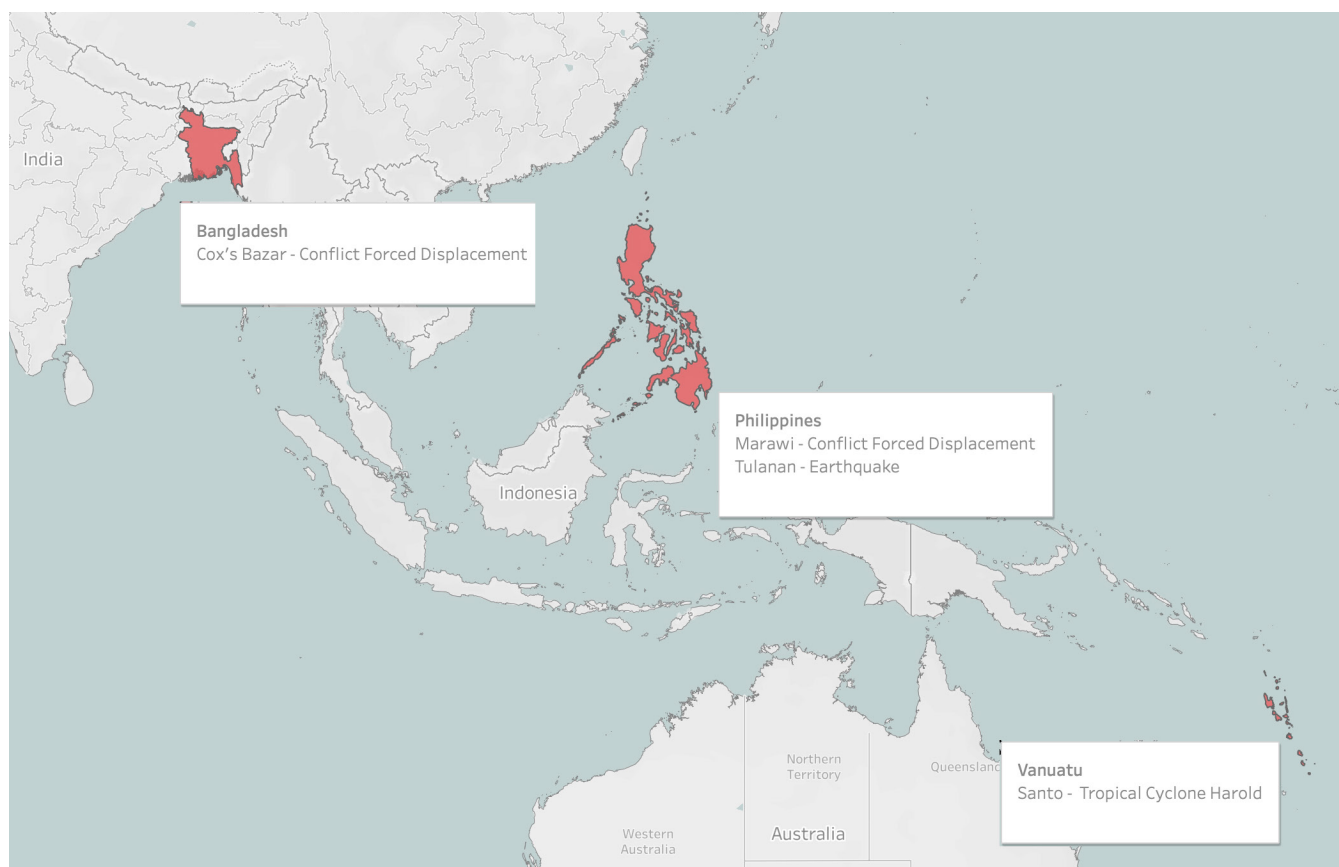 India
Bangladesh
Cox's Bazar - Conflict Forced Displacement
Philippines
Marawi - Conflict Forced Displacement
Tulanan - Earthquake
Indonesia
Northern
Territory
Queensland
Vanuatu
Santo -  Tropical Cyclone Harold
Western
Australia
Australia